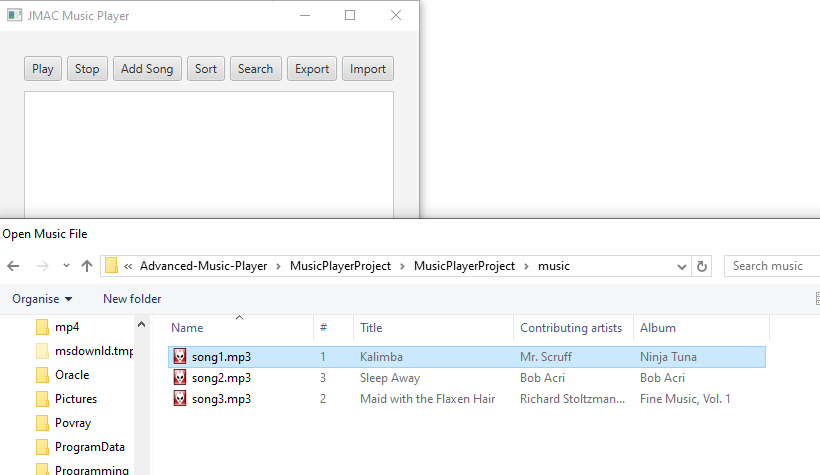 JMAC Music Player
Play Stop Add Song Sort Search Export Import
Open Music File
« Advanced-Music-Player > MusicPlayerProject > MusicPlayerProject > music Search music
Organise New folder
Name # Title Contributing artists Album
mp4
msdownld.tmp
Oracle
Pictures
Povray
ProgramData
Programming
song1.mp3 1 Kalimba Mr. Scruff Ninja Tuna
song2.mp3 3 Sleep Away Bob Acri Bob Acri
song3.mp3 2 Maid with the Flaxen Hair Richard Stoltzman... Fine Music, Vol. 1